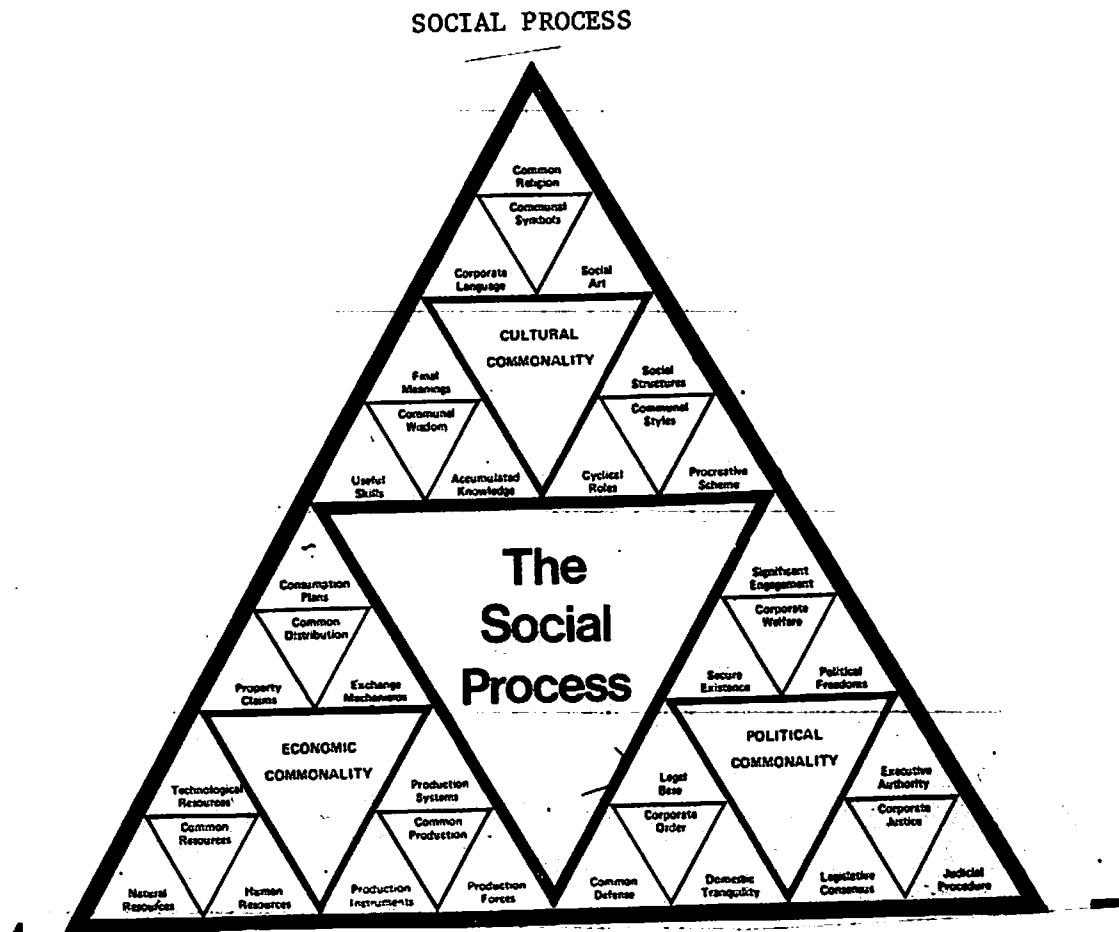 SOCIAL PROCESS
Common
Religion
Communal
Symbols
Corporate
Language
Social
Art
CULTURAL
COMMONALITY
Final
Meanings
Communal
Wisdom
Useful
Skills
Accumulated
Knowledge
Social
Structures
Communal
Styles
Cyclical
Roles
Procreative
Scheme
The
Social
Process
Consumption
Plans
Common
Distribution
Property
Claims
Exchange
Mechanisms
ECONOMIC
COMMONALITY
Technological
Resources
Common
Resources
Natural
Resources
Human
Resources
Production
Systems
Common
Production
Production
Instruments
Production
Forces
Significant
Engagement
Corporate
Welfare
Secure
Existence
Political
Freedoms
POLITICAL
COMMONALITY
Legal
Base
Corporate
Order
Common
Defense
Domestic
Tranquility
Executive
Authority
Corporate
Justice
Legislative
Consensus
Judicial
Procedure